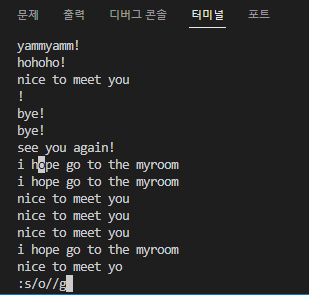 문제 출력 디버그 콘솔 터미널 포트
yammyamm!
hohoho!
nice to meet you
!
bye!
bye!
see you again!
i hope go to the myroom
i hope go to the myroom
nice to meet you
nice to meet you
nice to meet you
i hope go to the myroom
nice to meet yo
:s/o//g